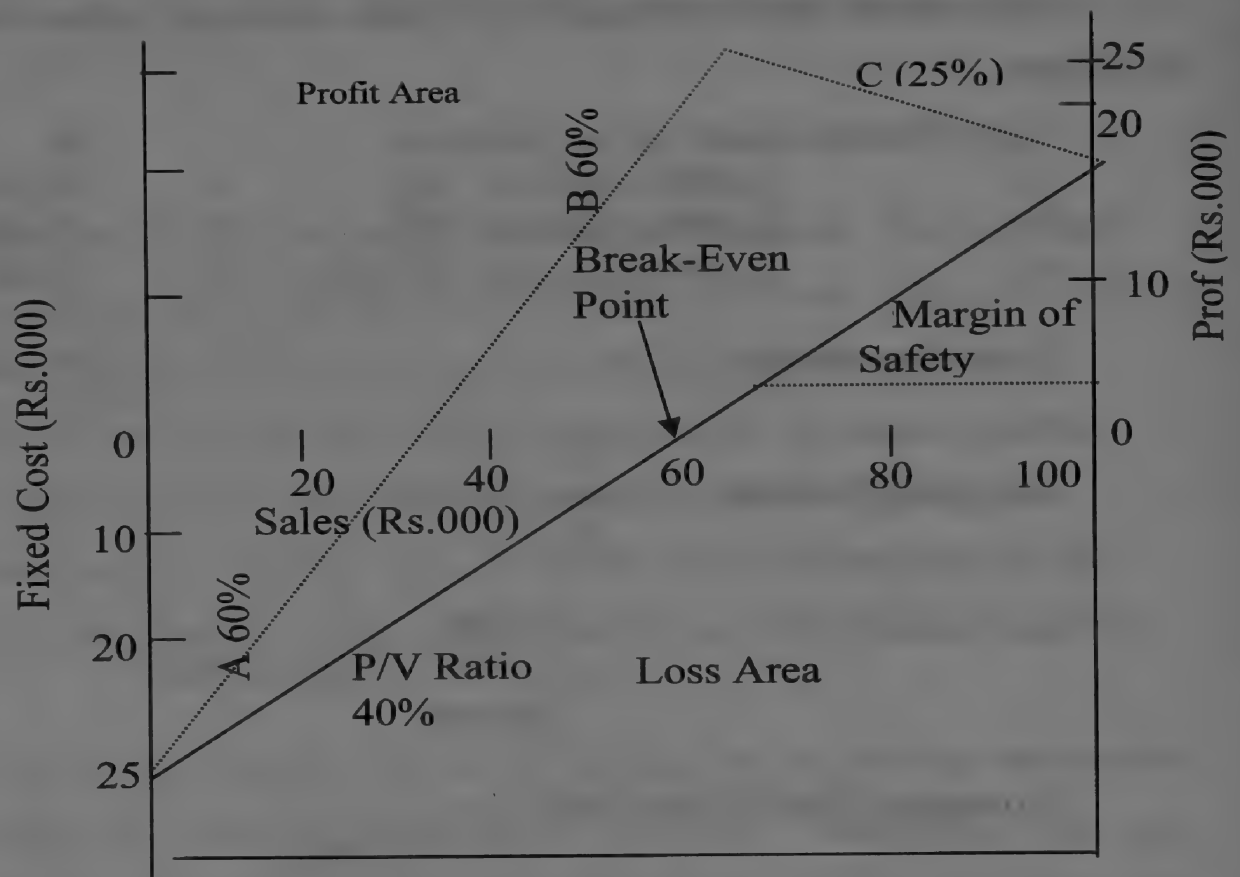 25
C (25%)
Profit Area
20
B 60%
Prof (Rs.000)
Break-Even
Point
10
Margin of
Safety
Fixed Cost (Rs.000)
0
0
20
40
60
80
100
Sales (Rs.000)
10
A 60%
20
P/V Ratio
40%
Loss Area
25